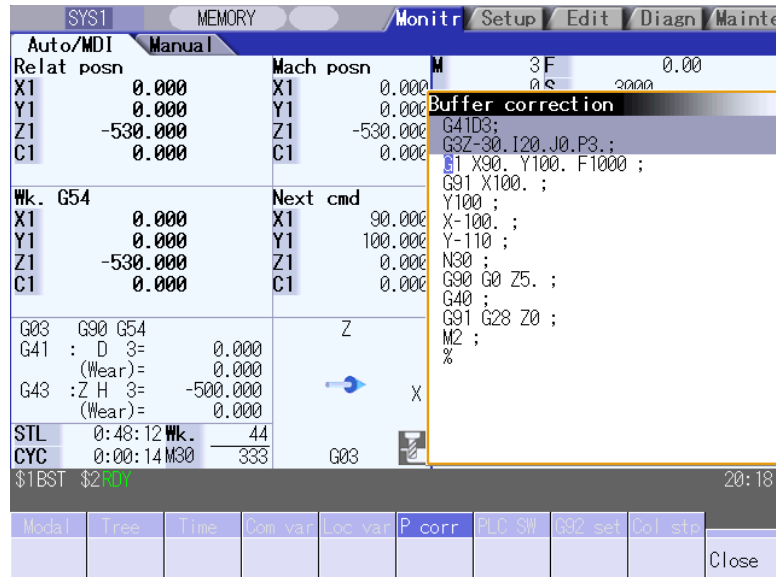 SYS1 MEMORY Monitr Setup Edit Diagn Mainte
Auto/MDI Manual
Relat posn Mach posn M 3 F 0.00
X1 0.000 X1 0.000 0 S 3000
Y1 0.000 Y1 0.000
Z1 -530.000 Z1 -530.000
C1 0.000 C1 0.000
Buffer correction
G41D3;
G3Z-30.I20.J0.P3.;
G1 X90. Y100. F1000 ;
G91 X100. ;
Y100 ;
X-100. ;
Y-110 ;
N30 ;
G90 G0 Z5. ;
G40 ;
G91 G28 Z0 ;
M2 ;
%
Wk. G54 Next cmd
X1 0.000 X1 90.000
Y1 0.000 Y1 100.000
Z1 -530.000 Z1 0.000
C1 0.000 C1 0.000
G03 G90 G54 Z
G41 : D 3= 0.000
(Wear)= 0.000
G43 :Z H 3= -500.000 X
(Wear)= 0.000
STL 0:48:12 Wk. 44
CYC 0:00:14 M30 333 G03
$1BST $2RDY 20:18
Modal Tree Time Com var Loc var P corr PLC SW G92 set Col stp
Close